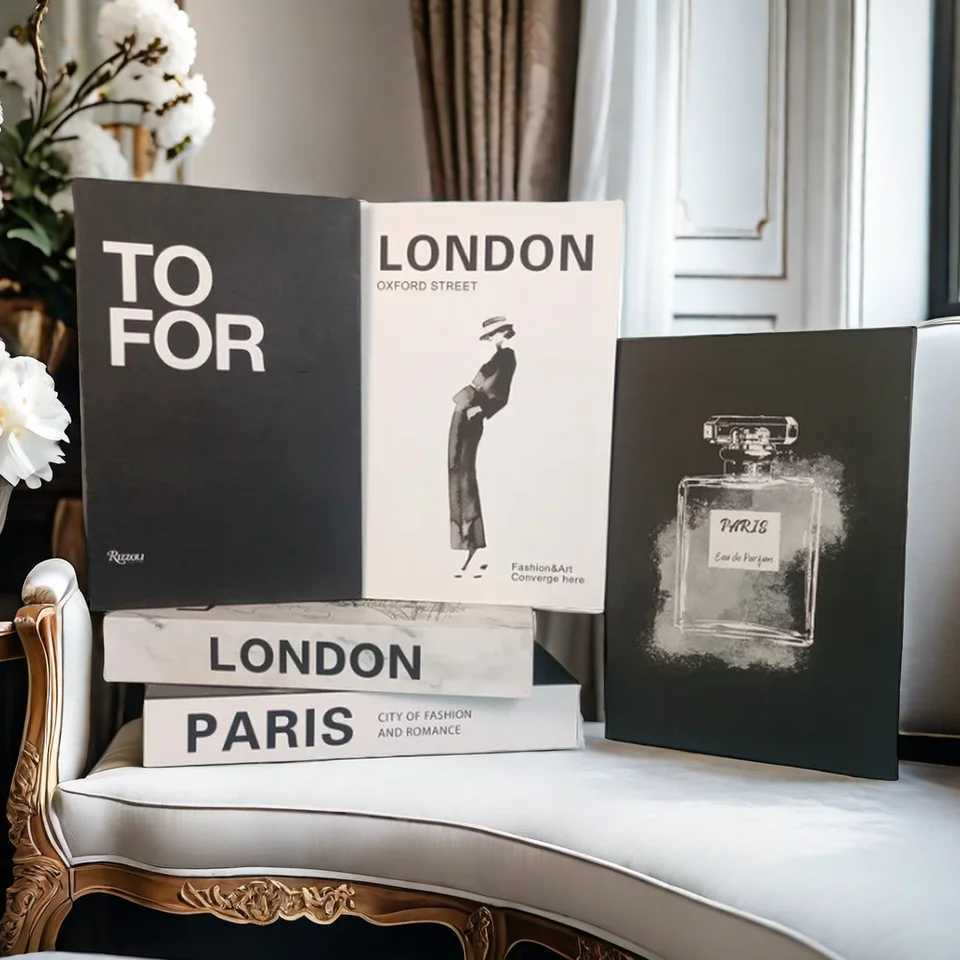 TO
FOR
Rizzoli
LONDON
OXFORD STREET
Fashion&Art
Converge here
PARIS
Eau de Parfum
LONDON
PARIS
CITY OF FASHION
AND ROMANCE